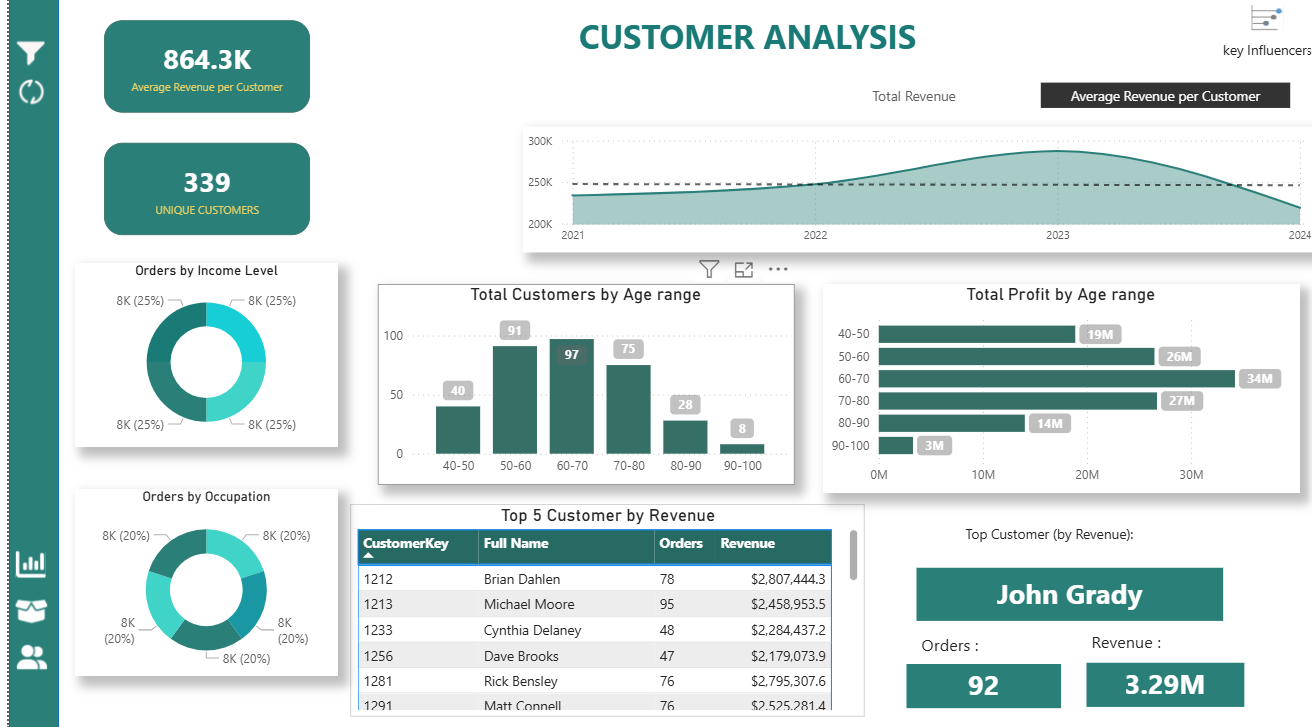 CUSTOMER ANALYSIS
key Influencers
864.3K
Average Revenue per Customer
339
UNIQUE CUSTOMERS
Total Revenue
Average Revenue per Customer
300K
250K
200K
2021
2022
2023
2024
Orders by Income Level
8K (25%)
8K (25%)
8K (25%)
8K (25%)
Total Customers by Age range
100
50
0
40
91
97
75
28
8
40-50
50-60
60-70
70-80
80-90
90-100
Total Profit by Age range
40-50
19M
50-60
26M
60-70
34M
70-80
27M
80-90
14M
90-100
3M
0M
10M
20M
30M
Orders by Occupation
8K (20%)
8K (20%)
8K
(20%)
8K
(20%)
8K (20%)
Top 5 Customer by Revenue
CustomerKey Full Name Orders Revenue
1212 Brian Dahlen 78 $2,807,444.3
1213 Michael Moore 95 $2,458,953.5
1233 Cynthia Delaney 48 $2,284,437.2
1256 Dave Brooks 47 $2,179,073.9
1281 Rick Bensley 76 $2,795,307.6
1291 Matt Connell 76 $2,525,281.4
Top Customer (by Revenue):
John Grady
Orders :
Revenue :
92
3.29M